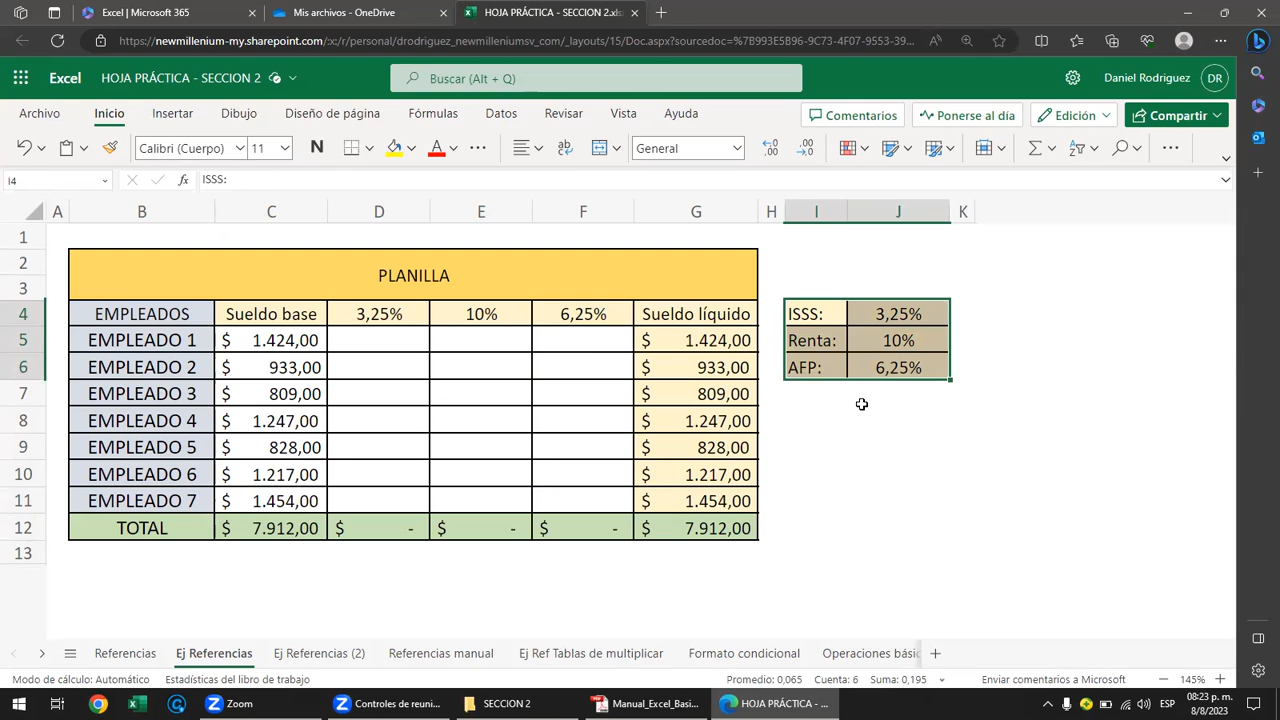 Excel | Microsoft 365
Mis archivos - OneDrive
HOJA PRÁCTICA - SECCION 2.xls
https://newmillenium-my.sharepoint.com/:x:/r/personal/drodriguez_newmilleniumsv_com/_layouts/15/Doc.aspx?sourcedoc=%7B993E5B96-9C73-4F07-9553-39...
Excel
HOJA PRÁCTICA - SECCION 2
Buscar (Alt + Q)
Daniel Rodriguez
DR
Archivo Inicio Insertar Dibujo Diseño de página Fórmulas Datos Revisar Vista Ayuda
Comentarios Ponerse al día Edición Compartir
Calibri (Cuerpo) 11 N A General
I4 fx ISSS:
A B C D E F G H I J K
1
2
PLANILLA
3
4 EMPLEADOS Sueldo base 3,25% 10% 6,25% Sueldo líquido ISSS: 3,25%
5 EMPLEADO 1 $ 1.424,00 $ 1.424,00 Renta: 10%
6 EMPLEADO 2 $ 933,00 $ 933,00 AFP: 6,25%
7 EMPLEADO 3 $ 809,00 $ 809,00
8 EMPLEADO 4 $ 1.247,00 $ 1.247,00
9 EMPLEADO 5 $ 828,00 $ 828,00
10 EMPLEADO 6 $ 1.217,00 $ 1.217,00
11 EMPLEADO 7 $ 1.454,00 $ 1.454,00
12 TOTAL $ 7.912,00 $ - $ - $ - $ 7.912,00
13
Referencias Ej Referencias Ej Referencias (2) Referencias manual Ej Ref Tablas de multiplicar Formato condicional Operaciones básic
Modo de cálculo: Automático Estadísticas del libro de trabajo Promedio: 0,065 Cuenta: 6 Suma: 0,195 Enviar comentarios a Microsoft 145%
Zoom Controles de reuni... SECCION 2 Manual_Excel_Basi... HOJA PRÁCTICA - ... ESP 08:23 p. m.
8/8/2023